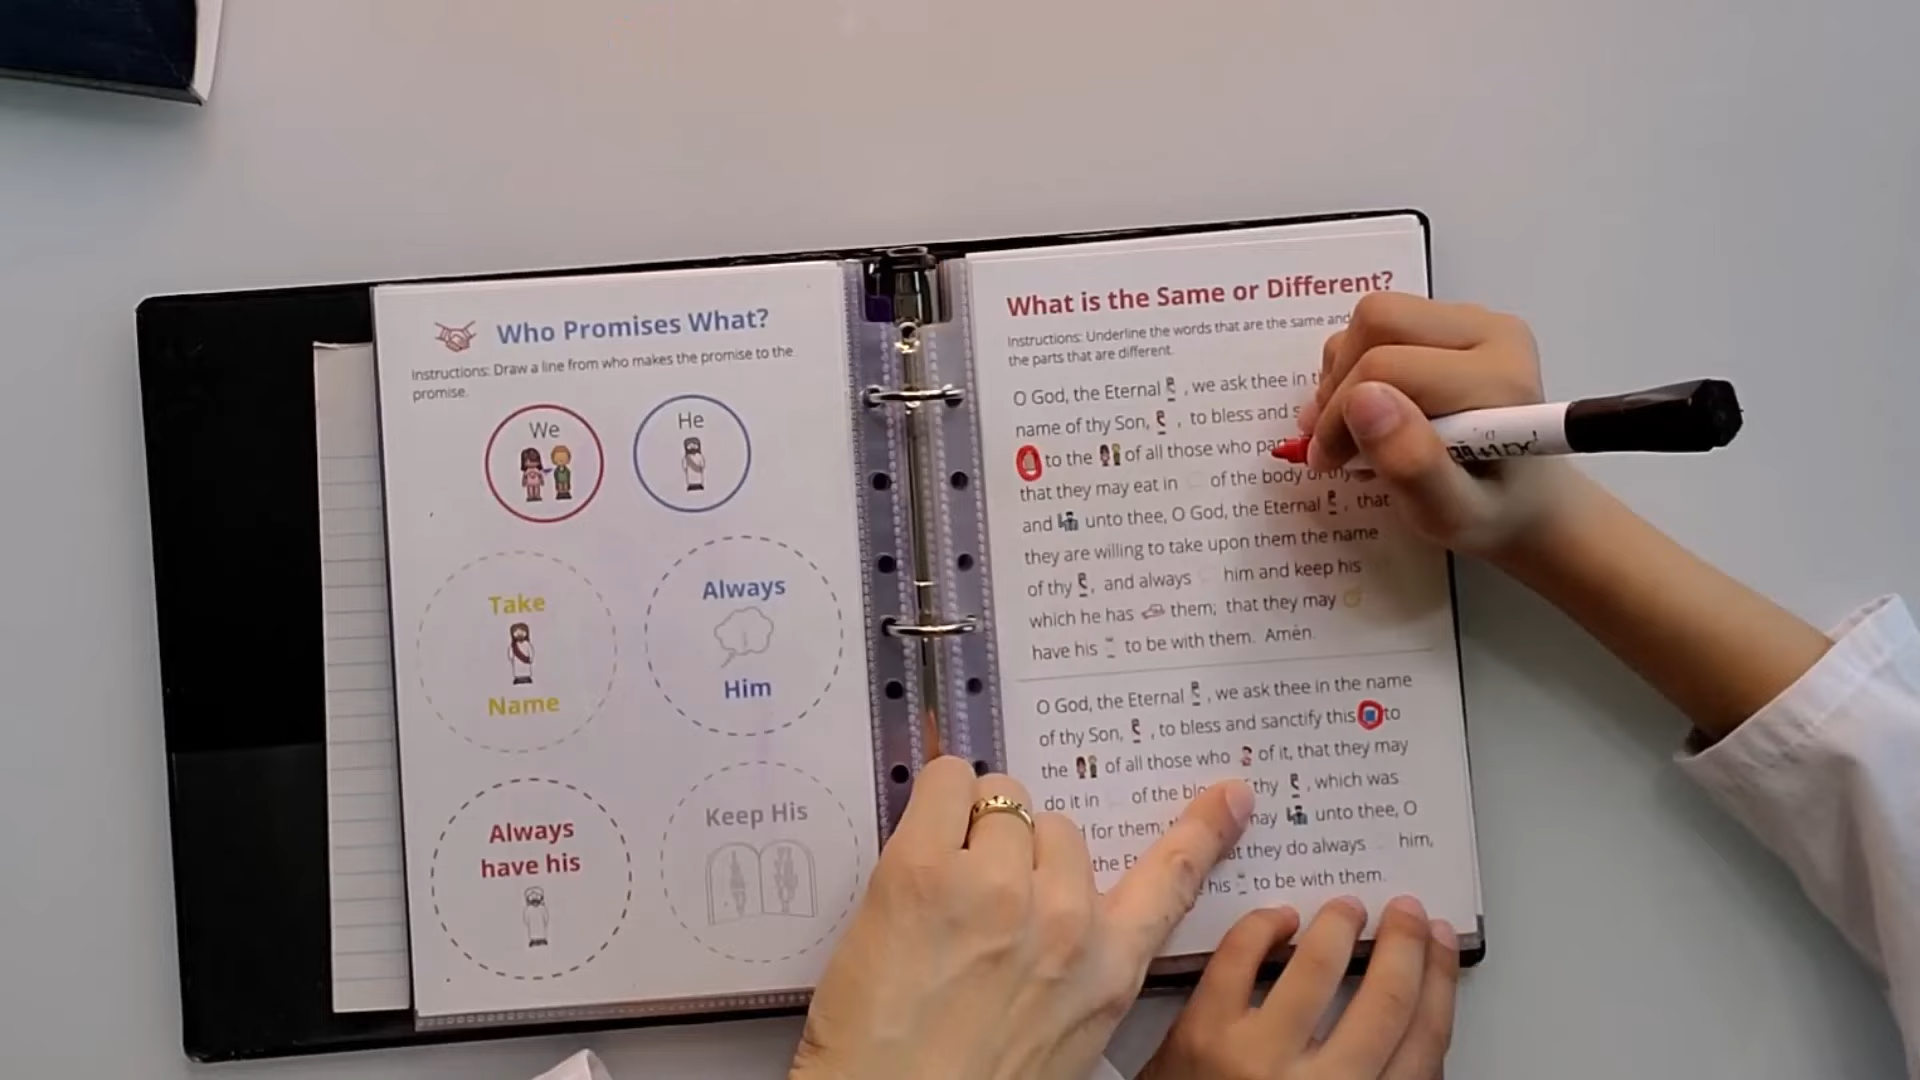 Who Promises What?
Instructions: Draw a line from who makes the promise to the
promise.
We
He
Take
Name
Always
Him
Always
have his
Keep His
What is the Same or Different?
Instructions: Underline the words that are the same and
the parts that are different.
O God, the Eternal , we ask thee in
name of thy Son, , to bless and
to the of all those who
that they may eat in of the body of thy
and unto thee, O God, the Eternal , that
they are willing to take upon them the name
of thy , and always him and keep his
which he has them; that they may
have his to be with them. Amen.
O God, the Eternal , we ask thee in the name
of thy Son, , to bless and sanctify this to
the of all those who of it, that they may
do it in of the thy , which was
for them, may unto thee, O
the they do always him,
his to be with them.